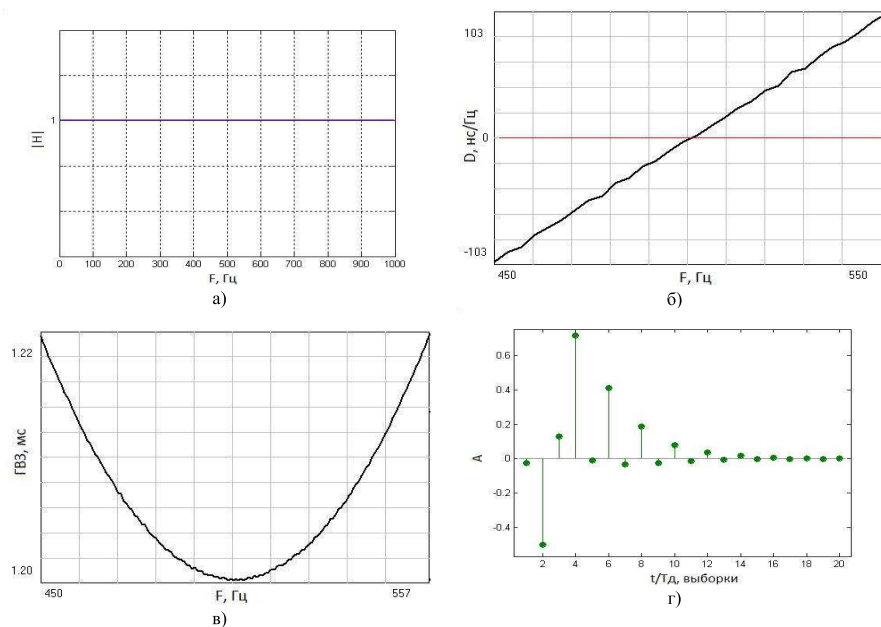 1
|H|
0 100 200 300 400 500 600 700 800 900 1000
F, Гц
а)
103
0
-103
D, нс/Гц
450 550
F, Гц
б)
1.22
1.20
ГВЗ, мс
450 557
F, Гц
в)
0.6
0.4
0.2
0
-0.2
-0.4
A
2 4 6 8 10 12 14 16 18 20
t/Tд, выборки
г)